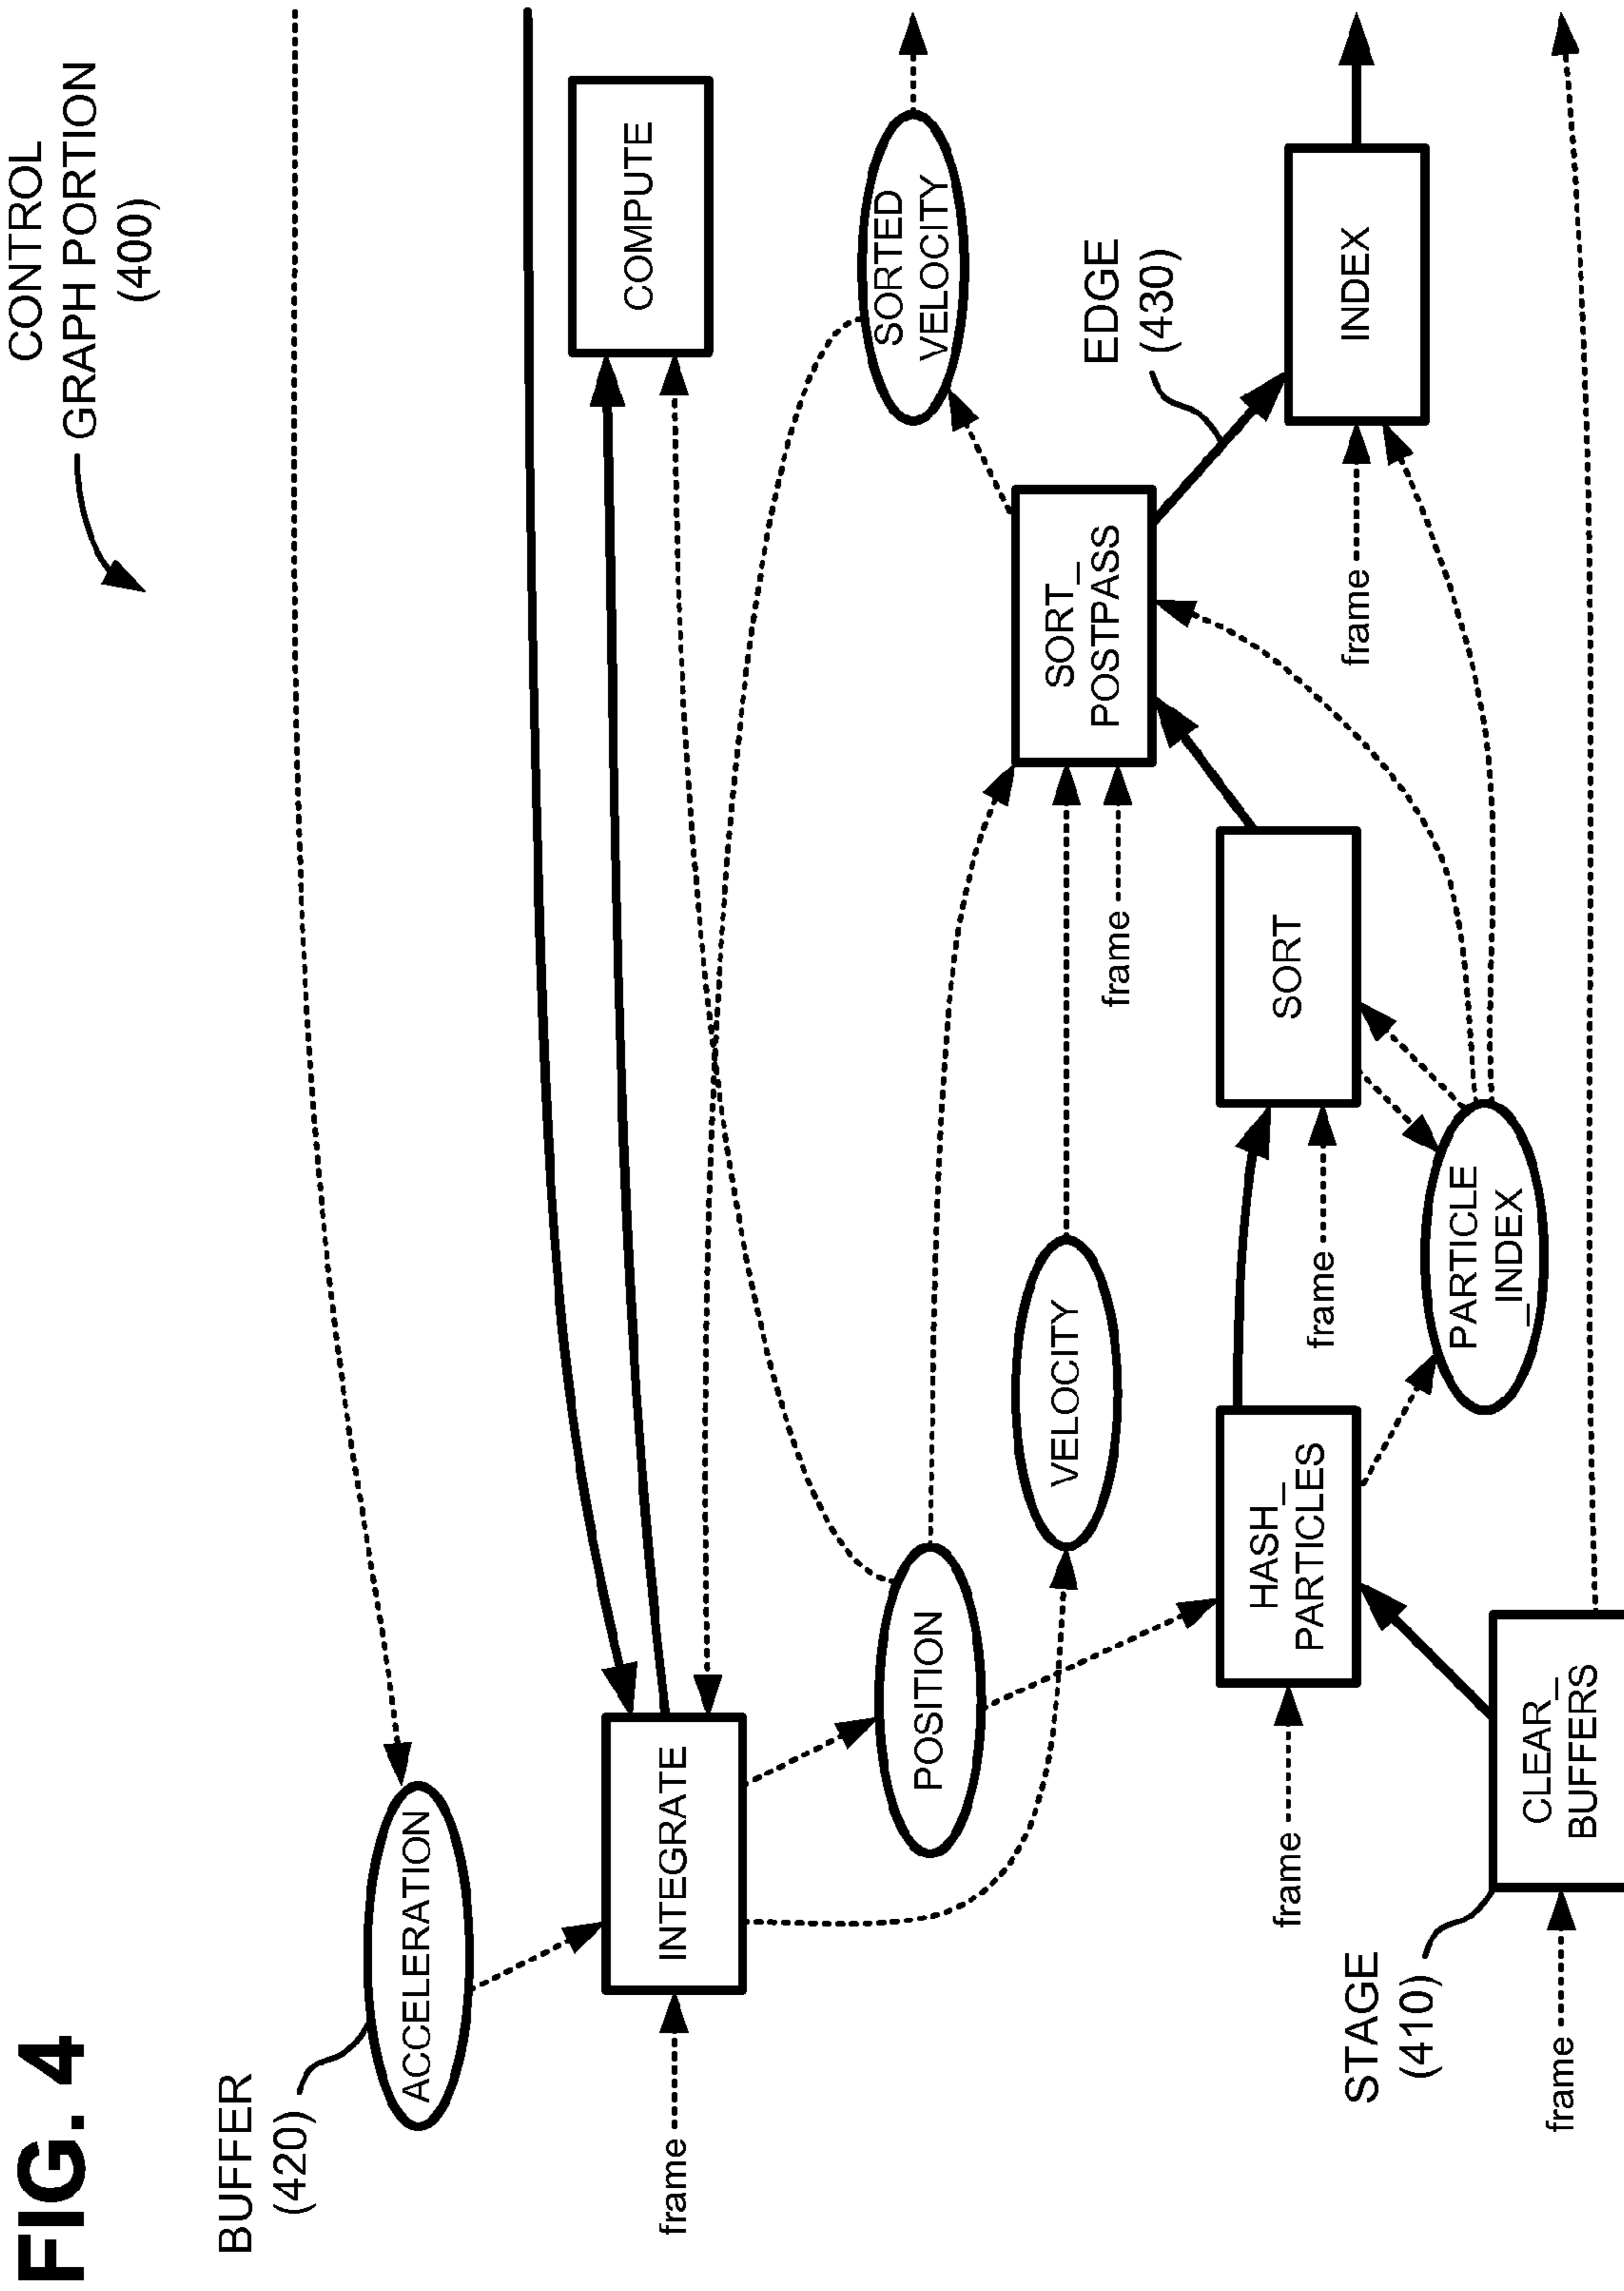 FIG. 4
CONTROL
GRAPH PORTION
(400)
BUFFER
(420)
ACCELERATION
frame
INTEGRATE
COMPUTE
POSITION
SORTED
VELOCITY
VELOCITY
frame
SORT_
POSTPASS
EDGE
(430)
frame
HASH_
PARTICLES
frame
SORT
frame
INDEX
PARTICLE
_INDEX
STAGE
(410)
frame
CLEAR_
BUFFERS